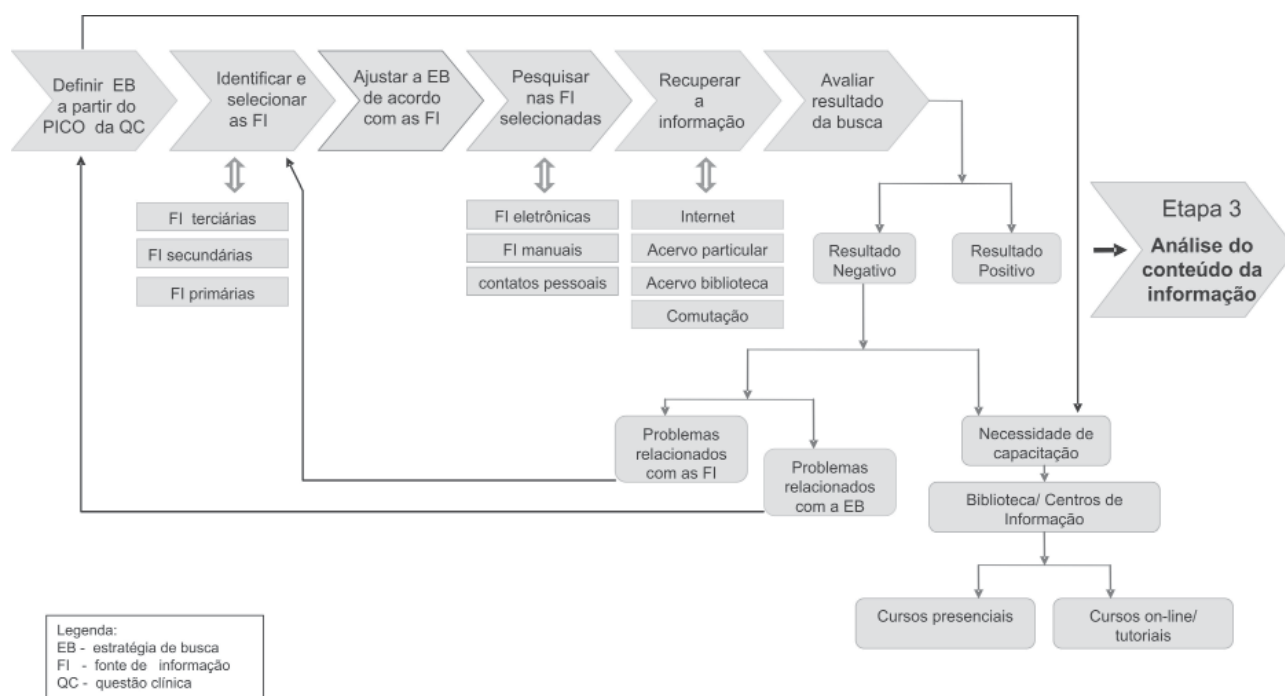 Definir EB
a partir do
PICO da QC
Identificar e
selecionar
as FI
Ajustar a EB
de acordo
com as FI
Pesquisar
nas FI
selecionadas
Recuperar
a
informação
Avaliar
resultado
da busca
FI terciárias
FI secundárias
FI primárias
FI eletrônicas
FI manuais
contatos pessoais
Internet
Acervo particular
Acervo biblioteca
Comutação
Resultado
Negativo
Resultado
Positivo
Etapa 3
Análise do
conteúdo da
informação
Problemas
relacionados
com as FI
Problemas
relacionados
com a EB
Necessidade de
capacitação
Biblioteca/ Centros de
Informação
Cursos presenciais
Cursos on-line/
tutoriais
Legenda:
EB - estratégia de busca
FI - fonte de informação
QC - questão clínica